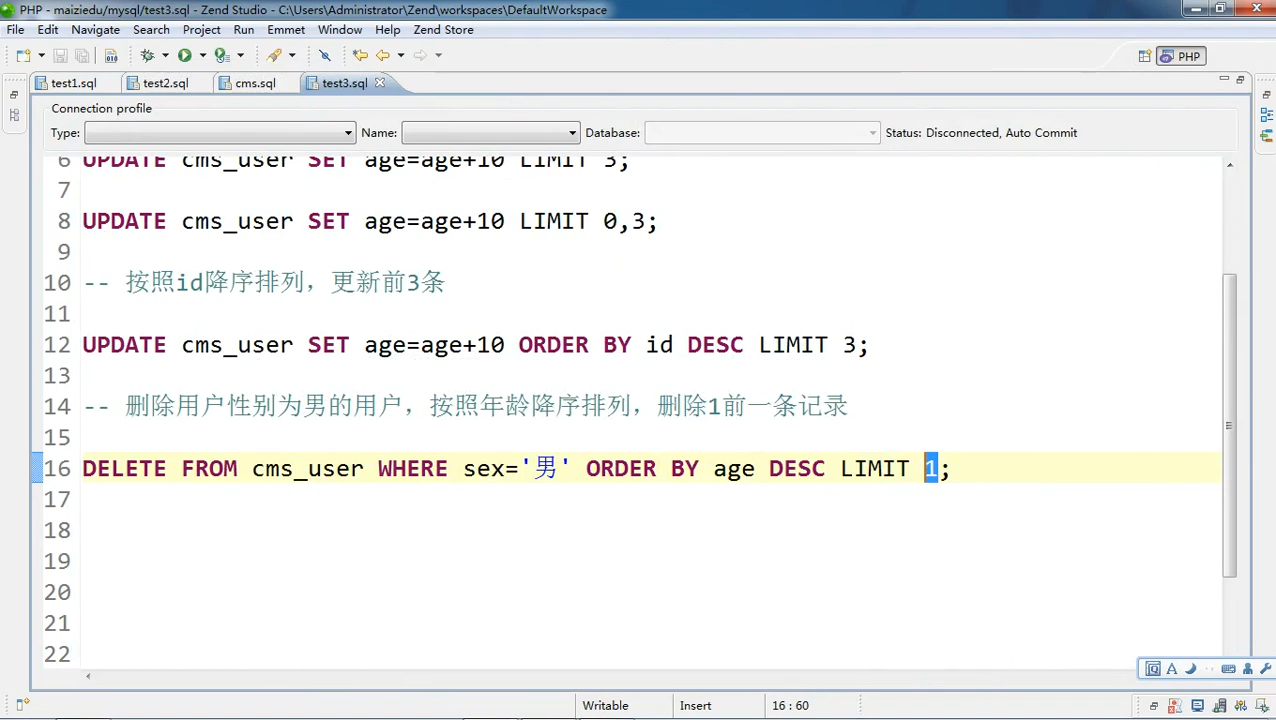 PHP - maiziedu/mysql/test3.sql - Zend Studio - C:\Users\Administrator\Zend\workspaces\DefaultWorkspace
File Edit Navigate Search Project Run Emmet Window Help Zend Store
PHP
test1.sql test2.sql cms.sql test3.sql
Connection profile
Type: Name: Database: Status: Disconnected, Auto Commit
6 UPDATE cms_user SET age=age+10 LIMIT 3;
7
8 UPDATE cms_user SET age=age+10 LIMIT 0,3;
9
10 -- 按照id降序排列，更新前3条
11
12 UPDATE cms_user SET age=age+10 ORDER BY id DESC LIMIT 3;
13
14 -- 删除用户性别为男的用户，按照年龄降序排列，删除1前一条记录
15
16 DELETE FROM cms_user WHERE sex='男' ORDER BY age DESC LIMIT 1;
17
18
19
20
21
22
A
Writable Insert 16 : 60